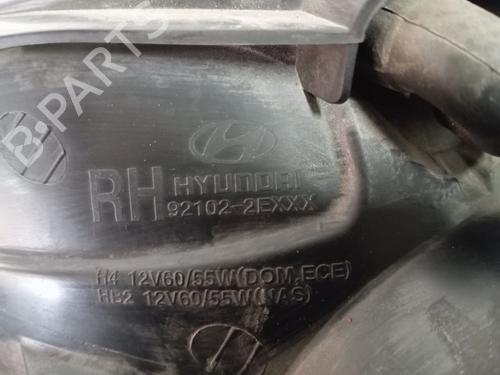 B-PARTS
RH HYUNDAI
92102-2EXXX
H4 12V60/55W(DOM,ECE)
HB2 12V60/55W(NAS)